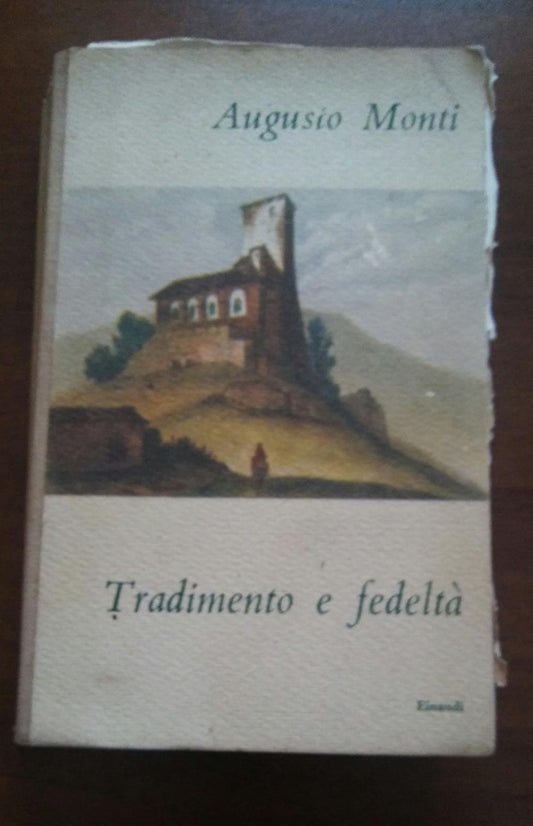 Augusto Monti
Tradimento e fedeltà
Einaudi